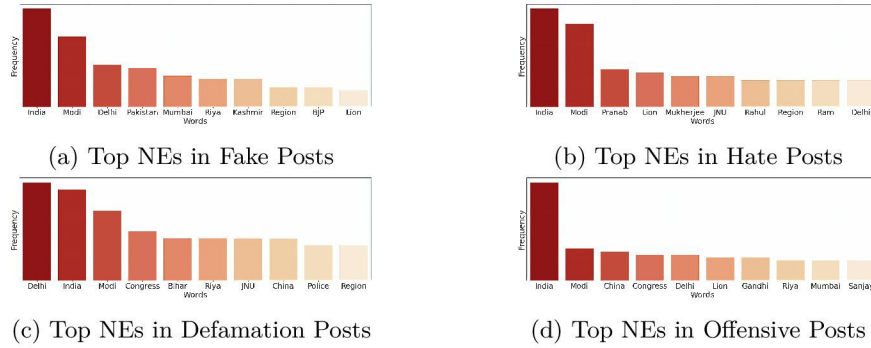 Frequency
India Modi Delhi Pakistan Mumbai Riya Kashmir Region BJP Lion
Words
(a) Top NEs in Fake Posts
Frequency
India Modi Pranab Lion Mukherjee JNU Rahul Region Ram Delhi
Words
(b) Top NEs in Hate Posts
Frequency
Delhi India Modi Congress Bihar Riya JNU China Police Region
Words
(c) Top NEs in Defamation Posts
Frequency
India Modi China Congress Delhi Lion Gandhi Riya Mumbai Sanjay
Words
(d) Top NEs in Offensive Posts